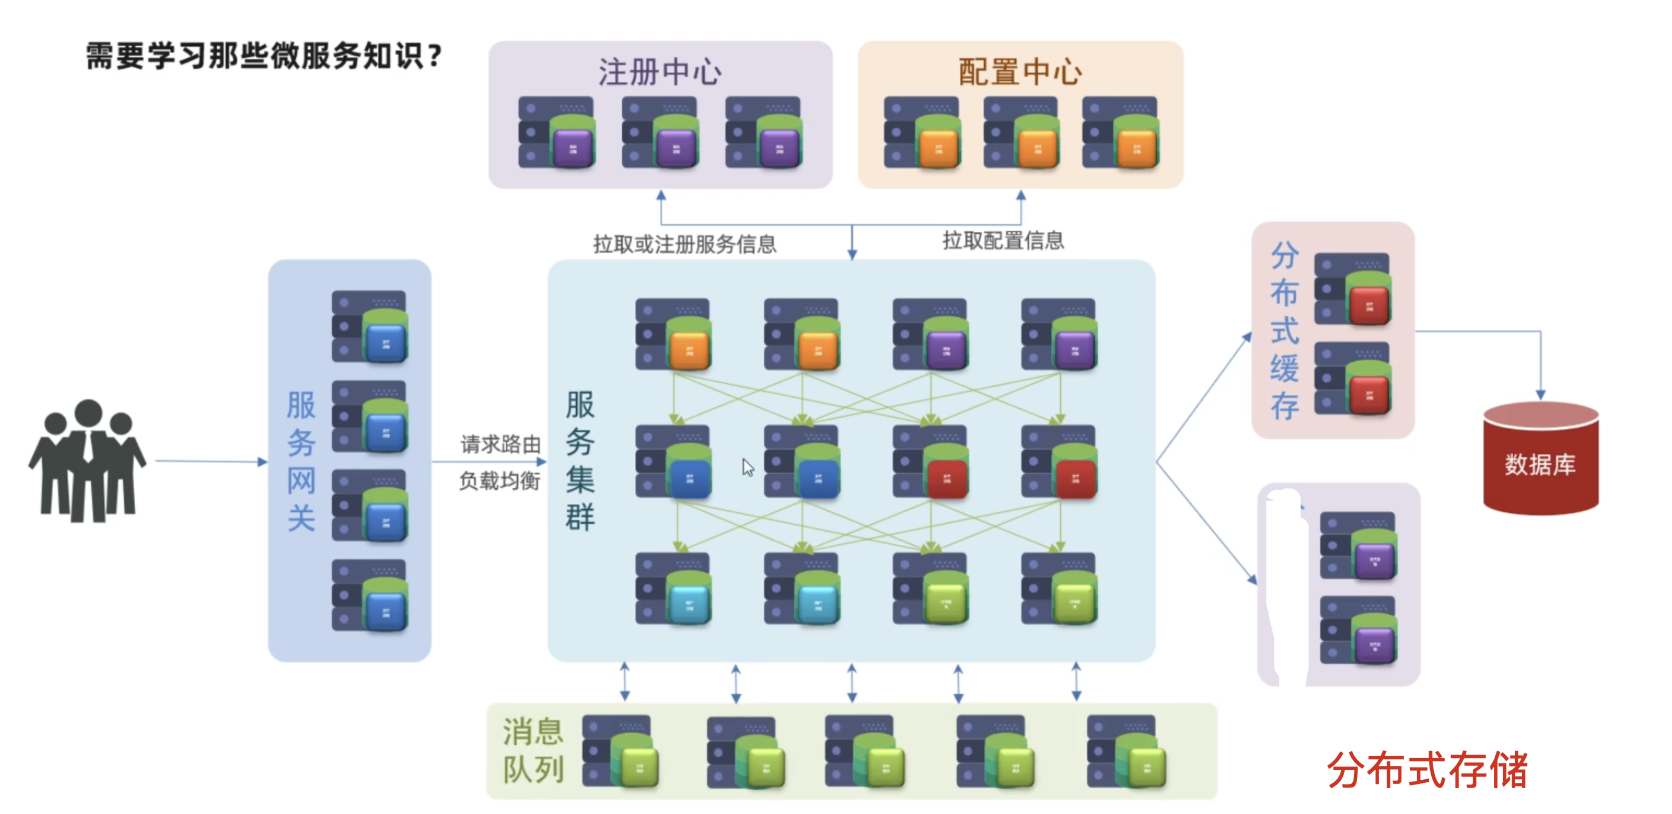 需要学习那些微服务知识？
注册中心
配置中心
拉取或注册服务信息
拉取配置信息
服务网关
请求路由
负载均衡
服务集群
分布式缓存
数据库
消息
队列
分布式存储